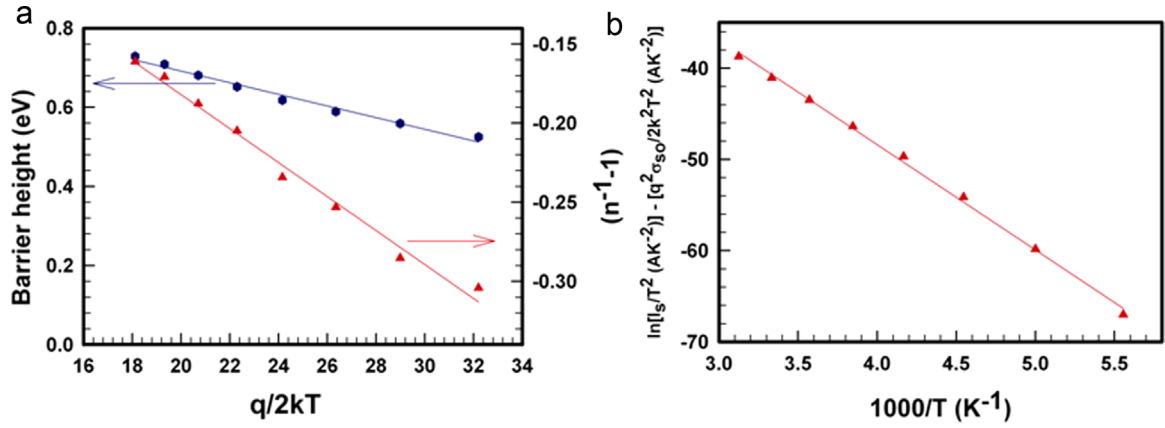 a
0.8
0.6
0.4
0.2
0.0
Barrier height (eV)
16 18 20 22 24 26 28 30 32 34
q/2kT
-0.15
-0.20
-0.25
-0.30
(n⁻¹-1)
b
-40
-50
-60
-70
ln[Iₛ/T² (AK⁻²)] - [q²σₛₒ/2k²T² (AK⁻²)]
3.0 3.5 4.0 4.5 5.0 5.5
1000/T (K⁻¹)